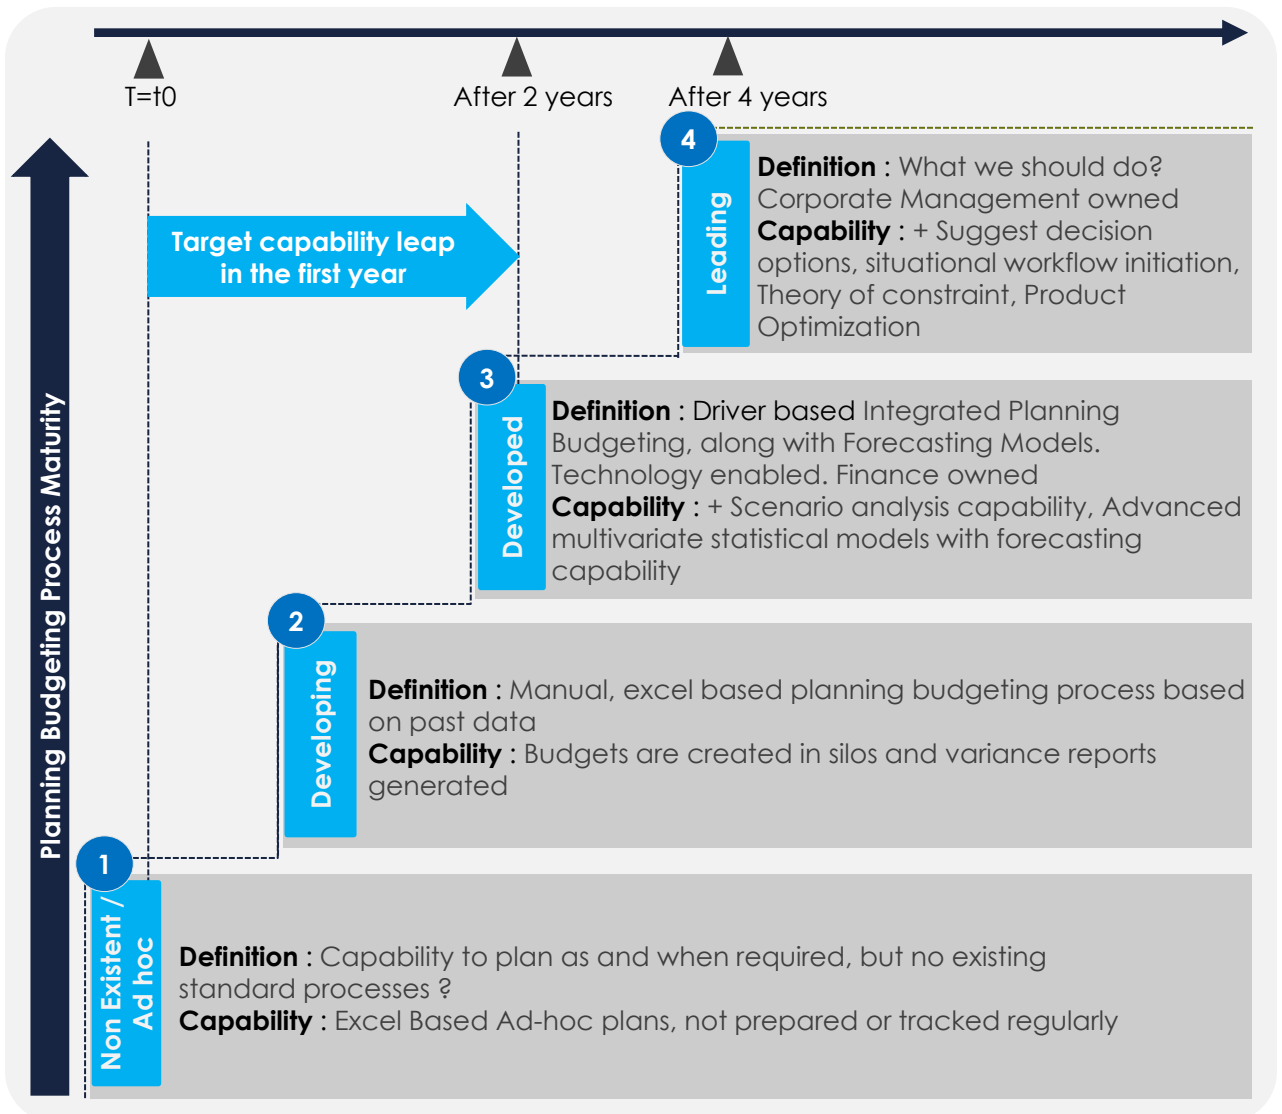 T=t0
After 2 years
After 4 years
Planning Budgeting Process Maturity
Target capability leap
in the first year
4
Leading
Definition : What we should do?
Corporate Management owned
Capability : + Suggest decision
options, situational workflow initiation,
Theory of constraint, Product
Optimization
3
Developed
Definition : Driver based Integrated Planning
Budgeting, along with Forecasting Models.
Technology enabled. Finance owned
Capability : + Scenario analysis capability, Advanced
multivariate statistical models with forecasting
capability
2
Developing
Definition : Manual, excel based planning budgeting process based
on past data
Capability : Budgets are created in silos and variance reports
generated
1
Non Existent /
Ad hoc
Definition : Capability to plan as and when required, but no existing
standard processes ?
Capability : Excel Based Ad-hoc plans, not prepared or tracked regularly